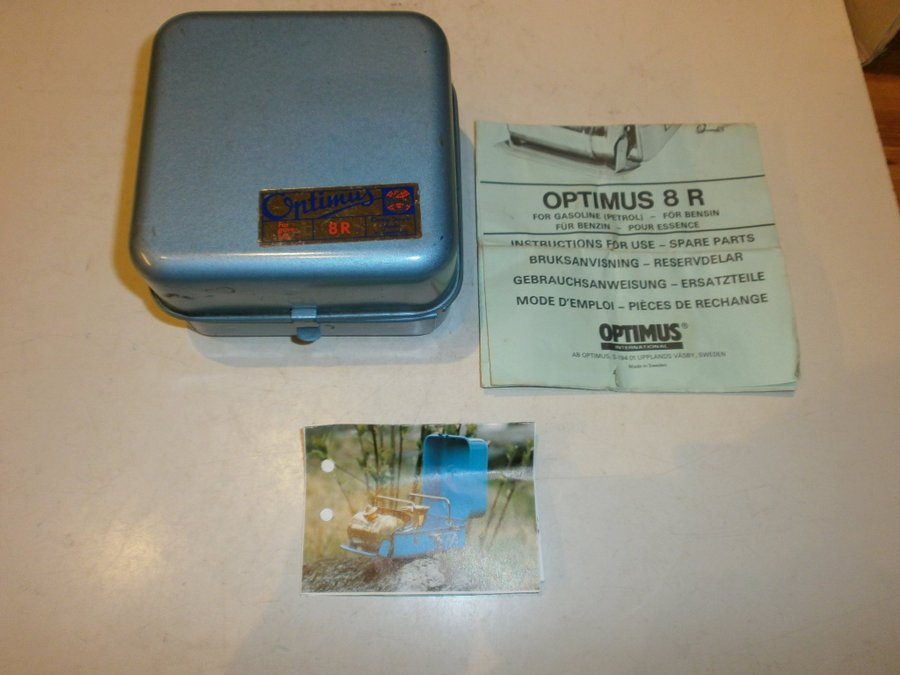 Optimus
8R
OPTIMUS 8 R
FOR GASOLINE (PETROL) – FÖR BENSIN
FÜR BENZIN – POUR ESSENCE
INSTRUCTIONS FOR USE – SPARE PARTS
BRUKSANVISNING – RESERVDELAR
GEBRAUCHSANWEISUNG – ERSATZTEILE
MODE D'EMPLOI – PIÈCES DE RECHANGE
OPTIMUS®
INTERNATIONAL
AB OPTIMUS, S-194 01 UPPLANDS VÄSBY, SWEDEN
Made in Sweden